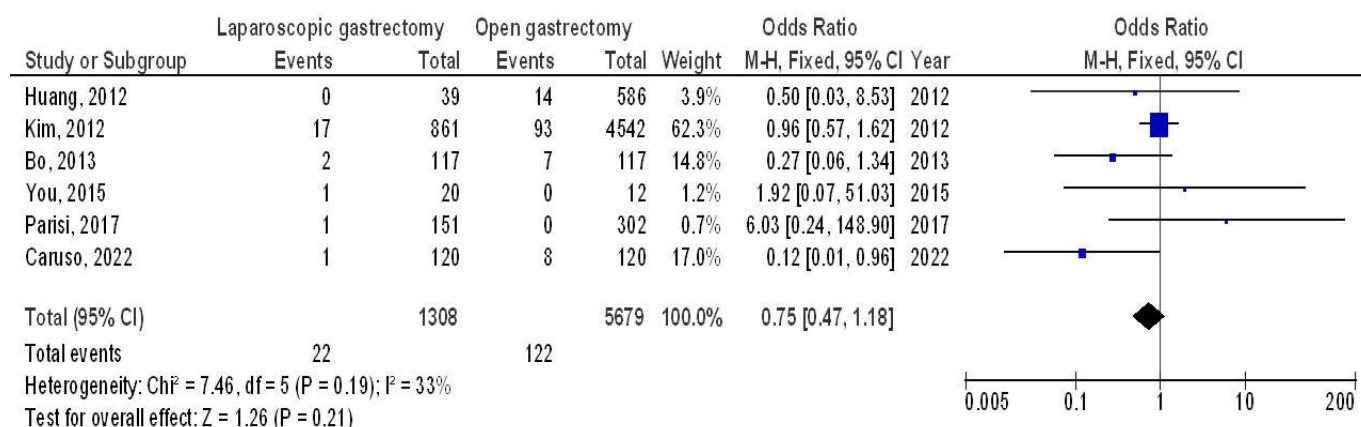 Laparoscopic gastrectomy Open gastrectomy Odds Ratio Odds Ratio
Study or Subgroup Events Total Events Total Weight M-H, Fixed, 95% CI Year M-H, Fixed, 95% CI
Huang, 2012 0 39 14 586 3.9% 0.50 [0.03, 8.53] 2012
Kim, 2012 17 861 93 4542 62.3% 0.96 [0.57, 1.62] 2012
Bo, 2013 2 117 7 117 14.8% 0.27 [0.06, 1.34] 2013
You, 2015 1 20 0 12 1.2% 1.92 [0.07, 51.03] 2015
Parisi, 2017 1 151 0 302 0.7% 6.03 [0.24, 148.90] 2017
Caruso, 2022 1 120 8 120 17.0% 0.12 [0.01, 0.96] 2022
Total (95% CI) 1308 5679 100.0% 0.75 [0.47, 1.18]
Total events 22 122
Heterogeneity: Chi² = 7.46, df = 5 (P = 0.19); I² = 33%
Test for overall effect: Z = 1.26 (P = 0.21)
0.005 0.1 1 10 200